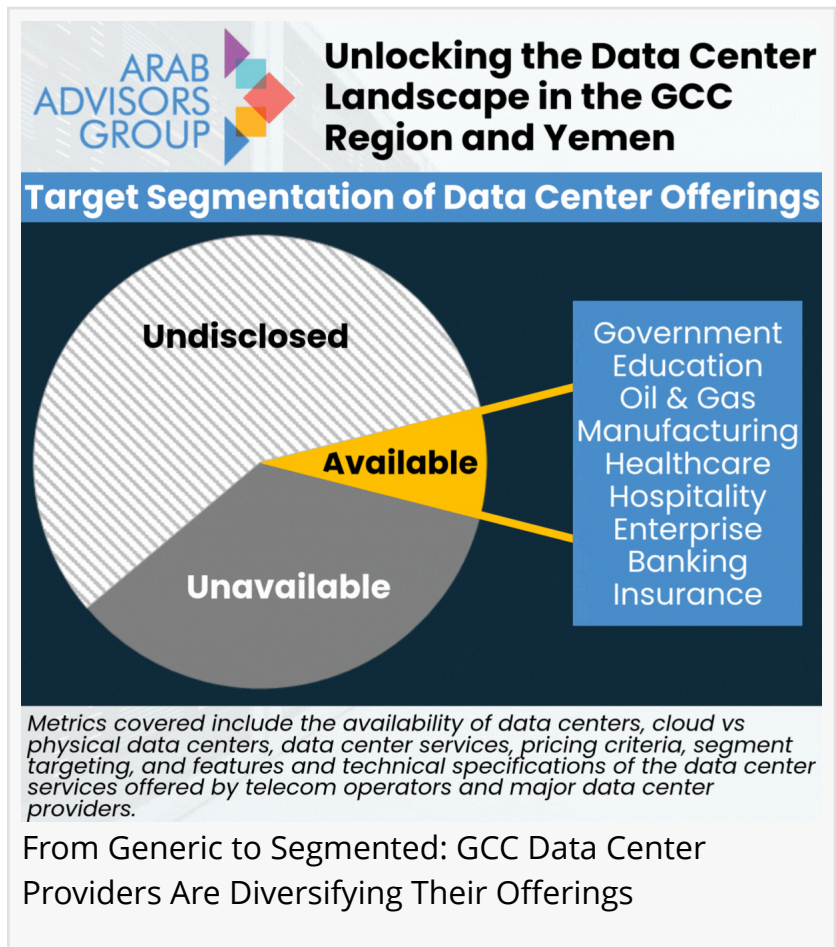 ARAB
ADVISORS
GROUP
Unlocking the Data Center
Landscape in the GCC
Region and Yemen
Target Segmentation of Data Center Offerings
Undisclosed
Available
Unavailable
Government
Education
Oil & Gas
Manufacturing
Healthcare
Hospitality
Enterprise
Banking
Insurance
Metrics covered include the availability of data centers, cloud vs
physical data centers, data center services, pricing criteria, segment
targeting, and features and technical specifications of the data center
services offered by telecom operators and major data center
providers.
From Generic to Segmented: GCC Data Center
Providers Are Diversifying Their Offerings